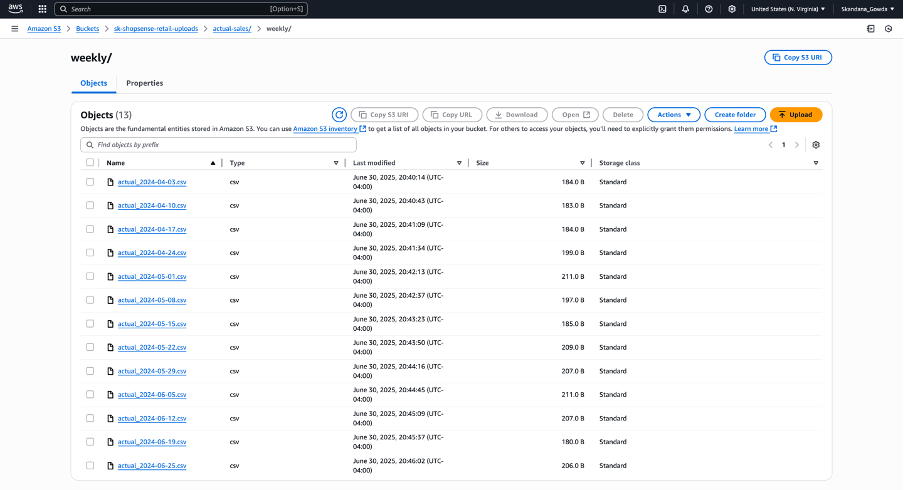 aws Search [Option+S] United States (N. Virginia) Skandana_Gowda
Amazon S3 > Buckets > sk-shopsense-retail-uploads > actual-sales/ > weekly/
weekly/
Copy S3 URI
Objects Properties
Objects (13) Copy S3 URI Copy URL Download Open Delete Actions Create folder Upload
Objects are the fundamental entities stored in Amazon S3. You can use Amazon S3 inventory to get a list of all objects in your bucket. For others to access your objects, you'll need to explicitly grant them permissions. Learn more
Find objects by prefix 1
Name Type Last modified Size Storage class
actual_2024-04-03.csv csv June 30, 2025, 20:40:14 (UTC-04:00) 184.0 B Standard
actual_2024-04-10.csv csv June 30, 2025, 20:40:43 (UTC-04:00) 183.0 B Standard
actual_2024-04-17.csv csv June 30, 2025, 20:41:09 (UTC-04:00) 184.0 B Standard
actual_2024-04-24.csv csv June 30, 2025, 20:41:34 (UTC-04:00) 199.0 B Standard
actual_2024-05-01.csv csv June 30, 2025, 20:42:13 (UTC-04:00) 211.0 B Standard
actual_2024-05-08.csv csv June 30, 2025, 20:42:37 (UTC-04:00) 197.0 B Standard
actual_2024-05-15.csv csv June 30, 2025, 20:43:23 (UTC-04:00) 185.0 B Standard
actual_2024-05-22.csv csv June 30, 2025, 20:43:50 (UTC-04:00) 209.0 B Standard
actual_2024-05-29.csv csv June 30, 2025, 20:44:16 (UTC-04:00) 207.0 B Standard
actual_2024-06-05.csv csv June 30, 2025, 20:44:45 (UTC-04:00) 211.0 B Standard
actual_2024-06-12.csv csv June 30, 2025, 20:45:09 (UTC-04:00) 207.0 B Standard
actual_2024-06-19.csv csv June 30, 2025, 20:45:37 (UTC-04:00) 180.0 B Standard
actual_2024-06-25.csv csv June 30, 2025, 20:46:02 (UTC-04:00) 206.0 B Standard